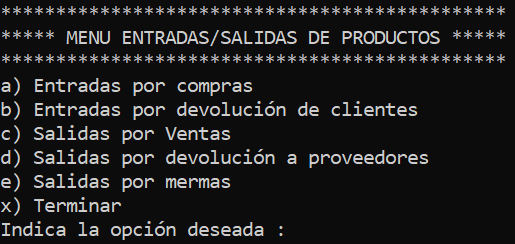 **********************************************
***** MENU ENTRADAS/SALIDAS DE PRODUCTOS *****
**********************************************
a) Entradas por compras
b) Entradas por devolución de clientes
c) Salidas por Ventas
d) Salidas por devolución a proveedores
e) Salidas por mermas
x) Terminar
Indica la opción deseada :